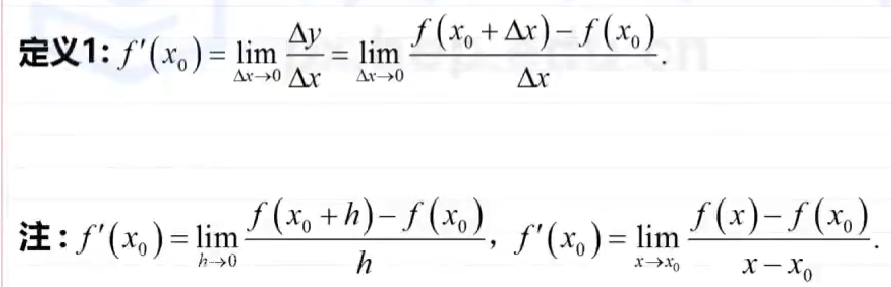 定义1: f′(x₀) = lim_{Δx→0} Δy/Δx = lim_{Δx→0} (f(x₀+Δx)−f(x₀))/Δx.
注: f′(x₀) = lim_{h→0} (f(x₀+h)−f(x₀))/h, f′(x₀) = lim_{x→x₀} (f(x)−f(x₀))/(x−x₀).